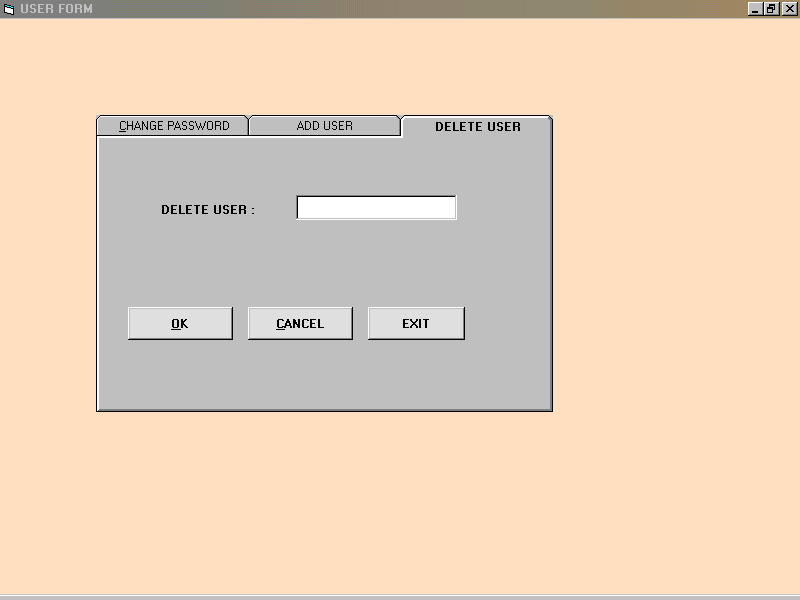 USER FORM
CHANGE PASSWORD ADD USER DELETE USER
DELETE USER :
OK CANCEL EXIT